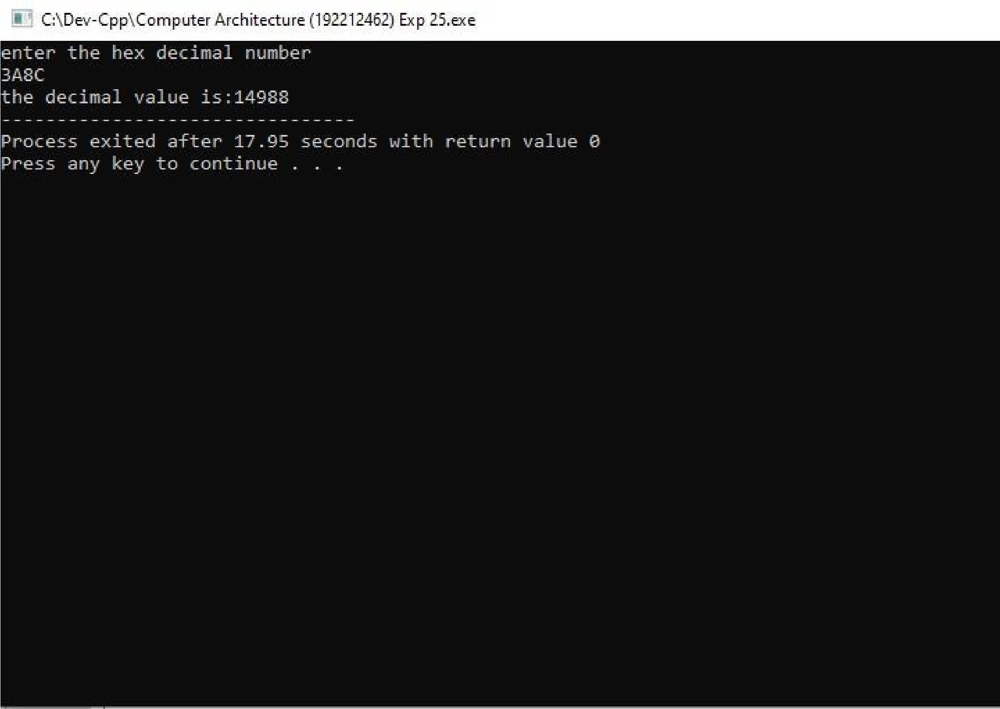 C:\Dev-Cpp\Computer Architecture (192212462) Exp 25.exe
enter the hex decimal number
3A8C
the decimal value is:14988
--------------------------------
Process exited after 17.95 seconds with return value 0
Press any key to continue . . .